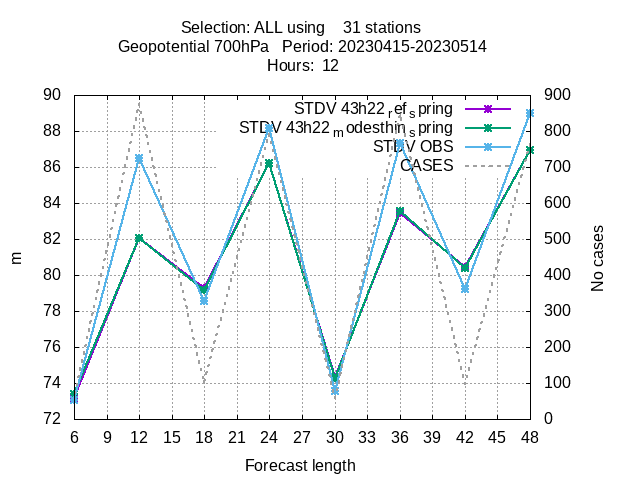 Selection: ALL using    31 stations
Geopotential 700hPa   Period: 20230415-20230514
Hours:  12
STDV 43h22 ref spring
STDV 43h22 modesthin spring
STDV OBS
CASES
m
No cases
90
88
86
84
82
80
78
76
74
72
900
800
700
600
500
400
300
200
100
0
6 9 12 15 18 21 24 27 30 33 36 39 42 45 48
Forecast length